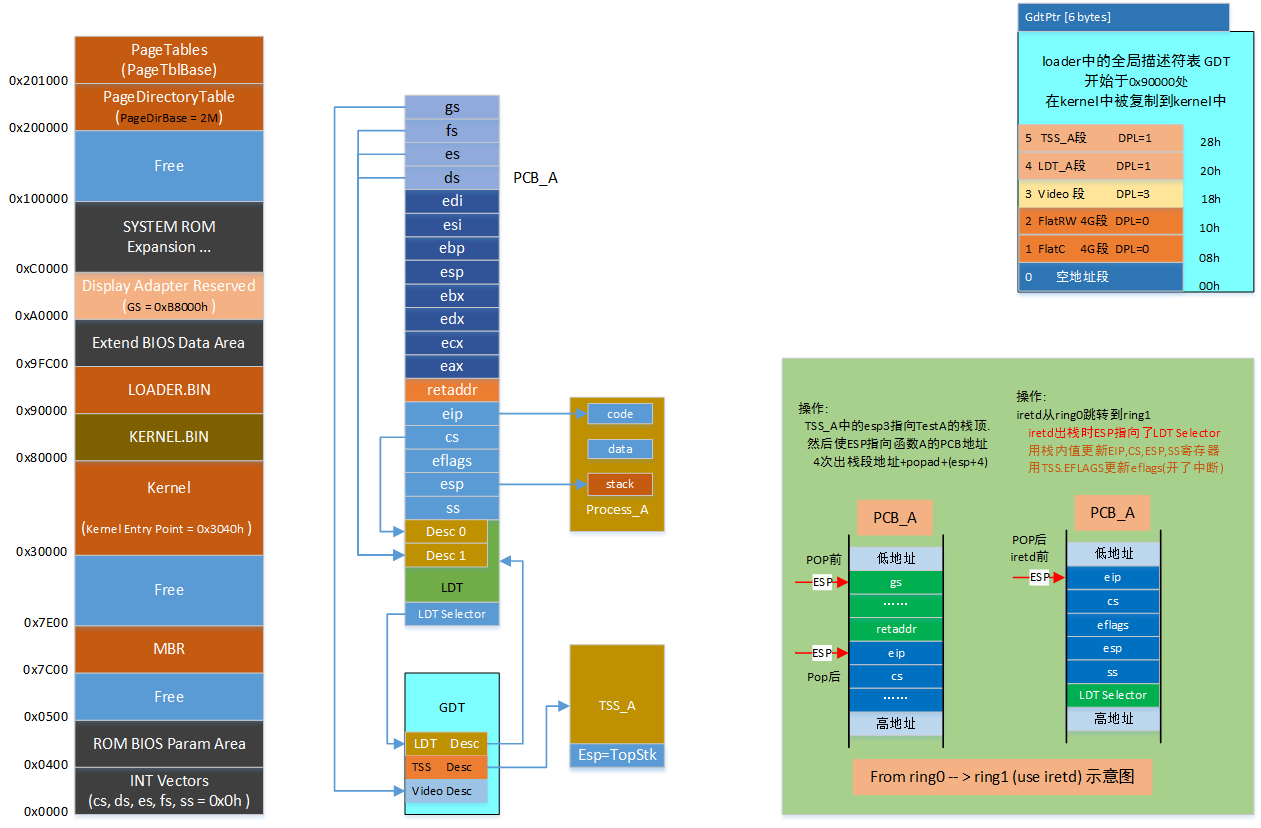 PageTables
(PageTblBase)
0x201000
PageDirectoryTable
(PageDirBase = 2M)
0x200000
Free
0x100000
SYSTEM ROM
Expansion ...
0xC0000
Display Adapter Reserved
(GS = 0xB8000h )
0xA0000
Extend BIOS Data Area
0x9FC00
LOADER.BIN
0x90000
KERNEL.BIN
0x80000
Kernel
(Kernel Entry Point = 0x3040h )
0x30000
Free
0x7E00
MBR
0x7C00
Free
0x0500
ROM BIOS Param Area
0x0400
INT Vectors
(cs, ds, es, fs, ss = 0x0h )
0x0000
gs
fs
es
ds
PCB_A
edi
esi
ebp
esp
ebx
edx
ecx
eax
retaddr
eip
cs
eflags
esp
ss
Desc 0
Desc 1
LDT
LDT Selector
code
data
stack
Process_A
GDT
LDT Desc
TSS Desc
Video Desc
TSS_A
Esp=TopStk
GdtPtr [6 bytes]
loader中的全局描述符表 GDT
开始于0x90000处
在kernel中被复制到kernel中
5 TSS_A段 DPL=1 28h
4 LDT_A段 DPL=1 20h
3 Video 段 DPL=3 18h
2 FlatRW 4G段 DPL=0 10h
1 FlatC 4G段 DPL=0 08h
0 空地址段 00h
操作:
TSS_A中的esp3指向TestA的栈顶.
然后使ESP指向函数A的PCB地址
4次出栈段地址+popad+(esp+4)
操作:
iretd从ring0跳转到ring1
iretd出栈时ESP指向了LDT Selector
用栈内值更新EIP,CS,ESP,SS寄存器
用TSS.EFLAGS更新eflags(开了中断)
PCB_A
低地址
POP前
ESP
gs
......
retaddr
ESP
eip
Pop后
cs
......
高地址
PCB_A
POP后
iretd前
低地址
ESP
eip
cs
eflags
esp
ss
LDT Selector
高地址
From ring0 -- > ring1 (use iretd) 示意图